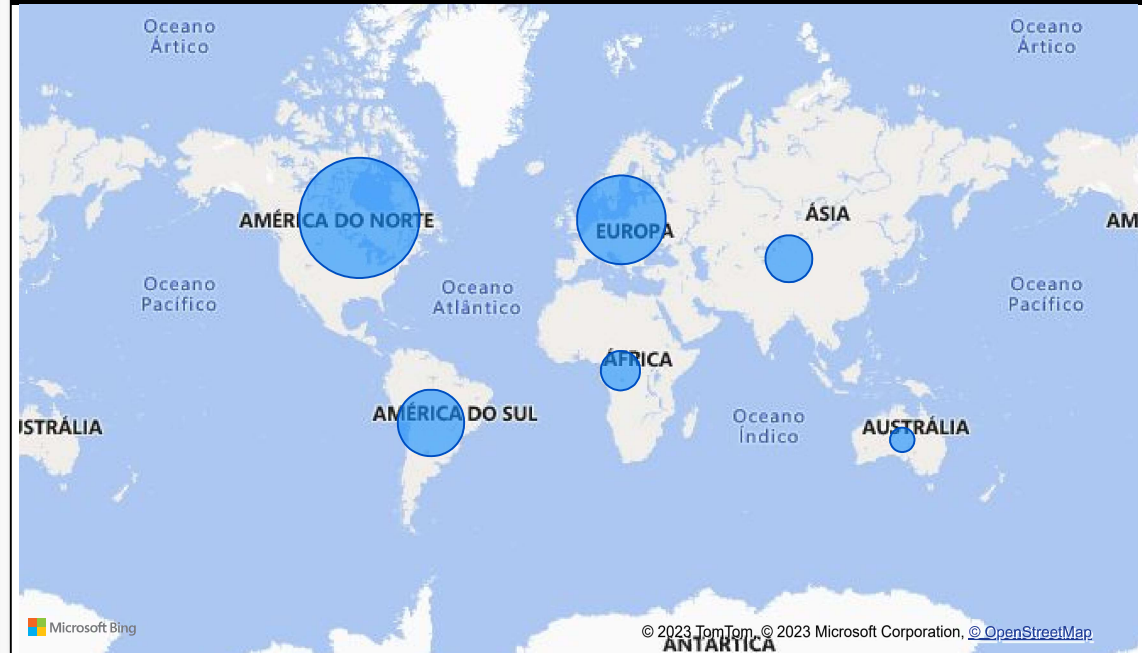 Oceano
Ártico
Oceano
Ártico
AMÉRICA DO NORTE
EUROPA
ÁSIA
AM
Oceano
Pacífico
Oceano
Atlântico
Oceano
Pacífico
ÁFRICA
AMÉRICA DO SUL
Oceano
Índico
USTRÁLIA
AUSTRÁLIA
Microsoft Bing
© 2023 TomTom, © 2023 Microsoft Corporation, © OpenStreetMap
ANTÁRTICA